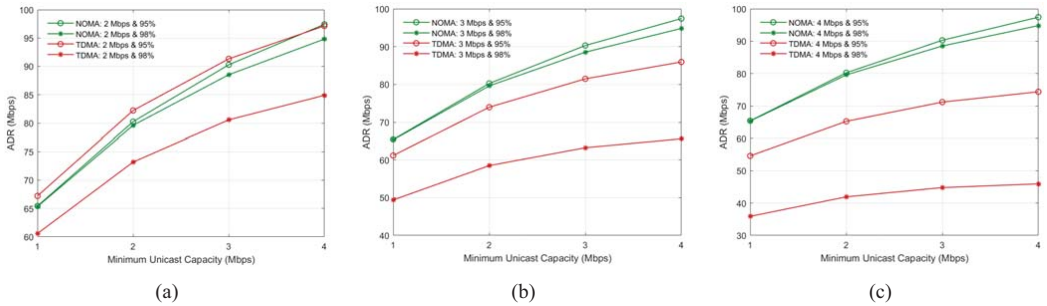 NOMA: 2 Mbps & 95%
NOMA: 2 Mbps & 98%
TDMA: 2 Mbps & 95%
TDMA: 2 Mbps & 98%
ADR (Mbps)
100
95
90
85
80
75
70
65
60
1 2 3 4
Minimum Unicast Capacity (Mbps)
(a)
NOMA: 3 Mbps & 95%
NOMA: 3 Mbps & 98%
TDMA: 3 Mbps & 95%
TDMA: 3 Mbps & 98%
ADR (Mbps)
100
90
80
70
60
50
40
1 2 3 4
Minimum Unicast Capacity (Mbps)
(b)
NOMA: 4 Mbps & 95%
NOMA: 4 Mbps & 98%
TDMA: 4 Mbps & 95%
TDMA: 4 Mbps & 98%
ADR (Mbps)
100
90
80
70
60
50
40
30
1 2 3 4
Minimum Unicast Capacity (Mbps)
(c)